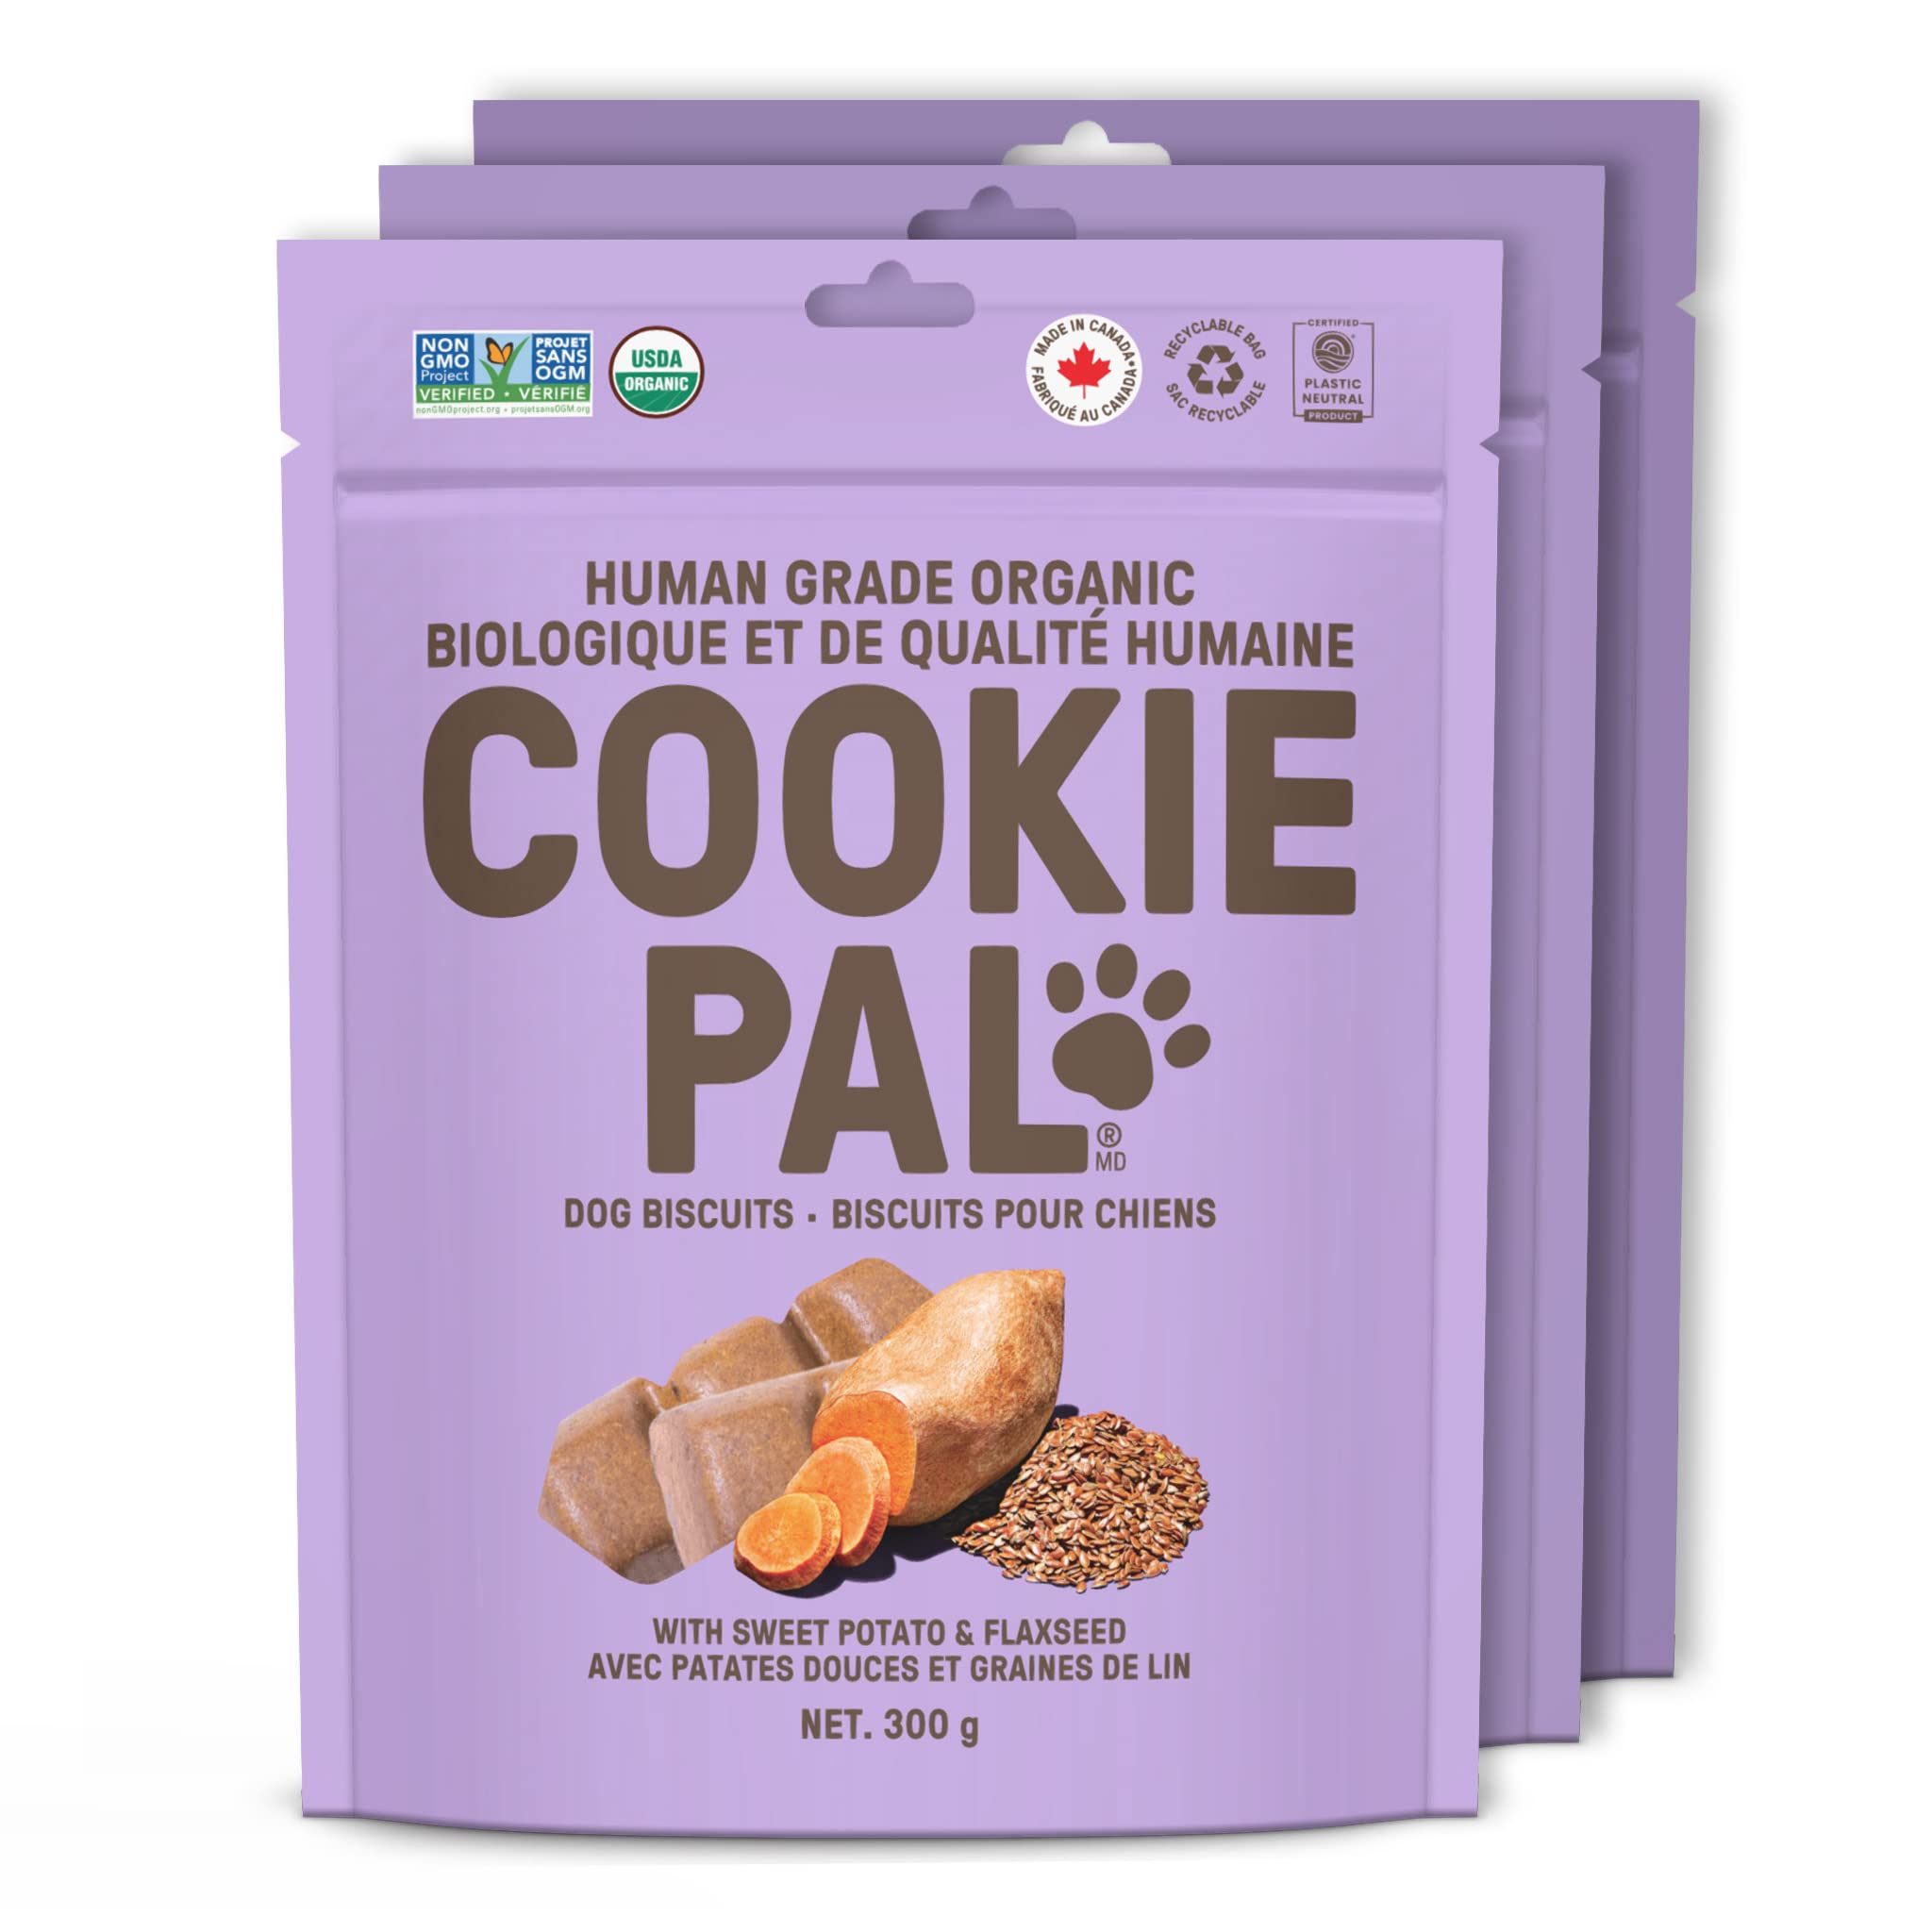 NON
GMO
Project
PROJET
SANS
OGM
VERIFIED • VÉRIFIÉ
nonGMOproject.org • projetsansOGM.org
USDA
ORGANIC
MADE IN CANADA • FABRIQUÉ AU CANADA •
RECYCLABLE BAG
SAC RECYCLABLE
CERTIFIED
PLASTIC
NEUTRAL
PRODUCT
HUMAN GRADE ORGANIC
BIOLOGIQUE ET DE QUALITÉ HUMAINE
COOKIE
PAL
®
MD
DOG BISCUITS · BISCUITS POUR CHIENS
WITH SWEET POTATO & FLAXSEED
AVEC PATATES DOUCES ET GRAINES DE LIN
NET. 300 g